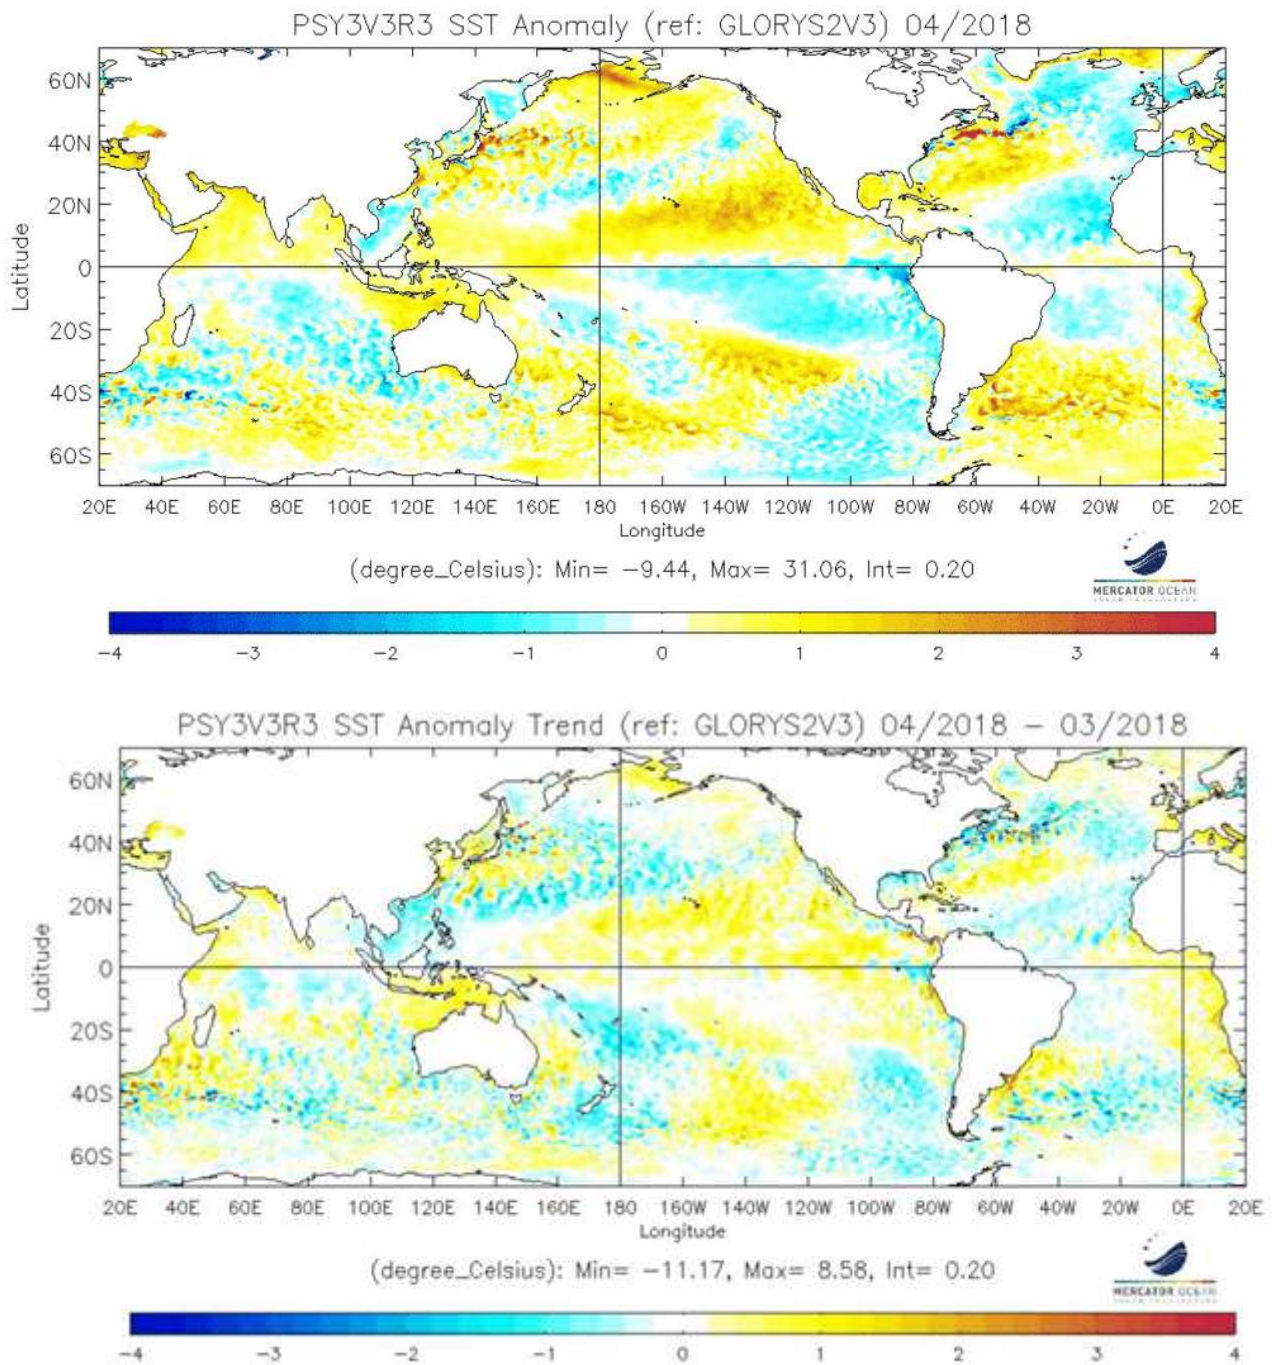 PSY3V3R3 SST Anomaly (ref: GLORYS2V3) 04/2018
60N
40N
20N
0
20S
40S
60S
Latitude
20E 40E 60E 80E 100E 120E 140E 160E 180 160W 140W 120W 100W 80W 60W 40W 20W 0E 20E
Longitude
(degree_Celsius): Min= -9.44, Max= 31.06, Int= 0.20
MERCATOR OCEAN
-4 -3 -2 -1 0 1 2 3 4
PSY3V3R3 SST Anomaly Trend (ref: GLORYS2V3) 04/2018 - 03/2018
60N
40N
20N
0
20S
40S
60S
Latitude
20E 40E 60E 80E 100E 120E 140E 160E 180 160W 140W 120W 100W 80W 60W 40W 20W 0E 20E
Longitude
(degree_Celsius): Min= -11.17, Max= 8.58, Int= 0.20
MERCATOR OCEAN
-4 -3 -2 -1 0 1 2 3 4